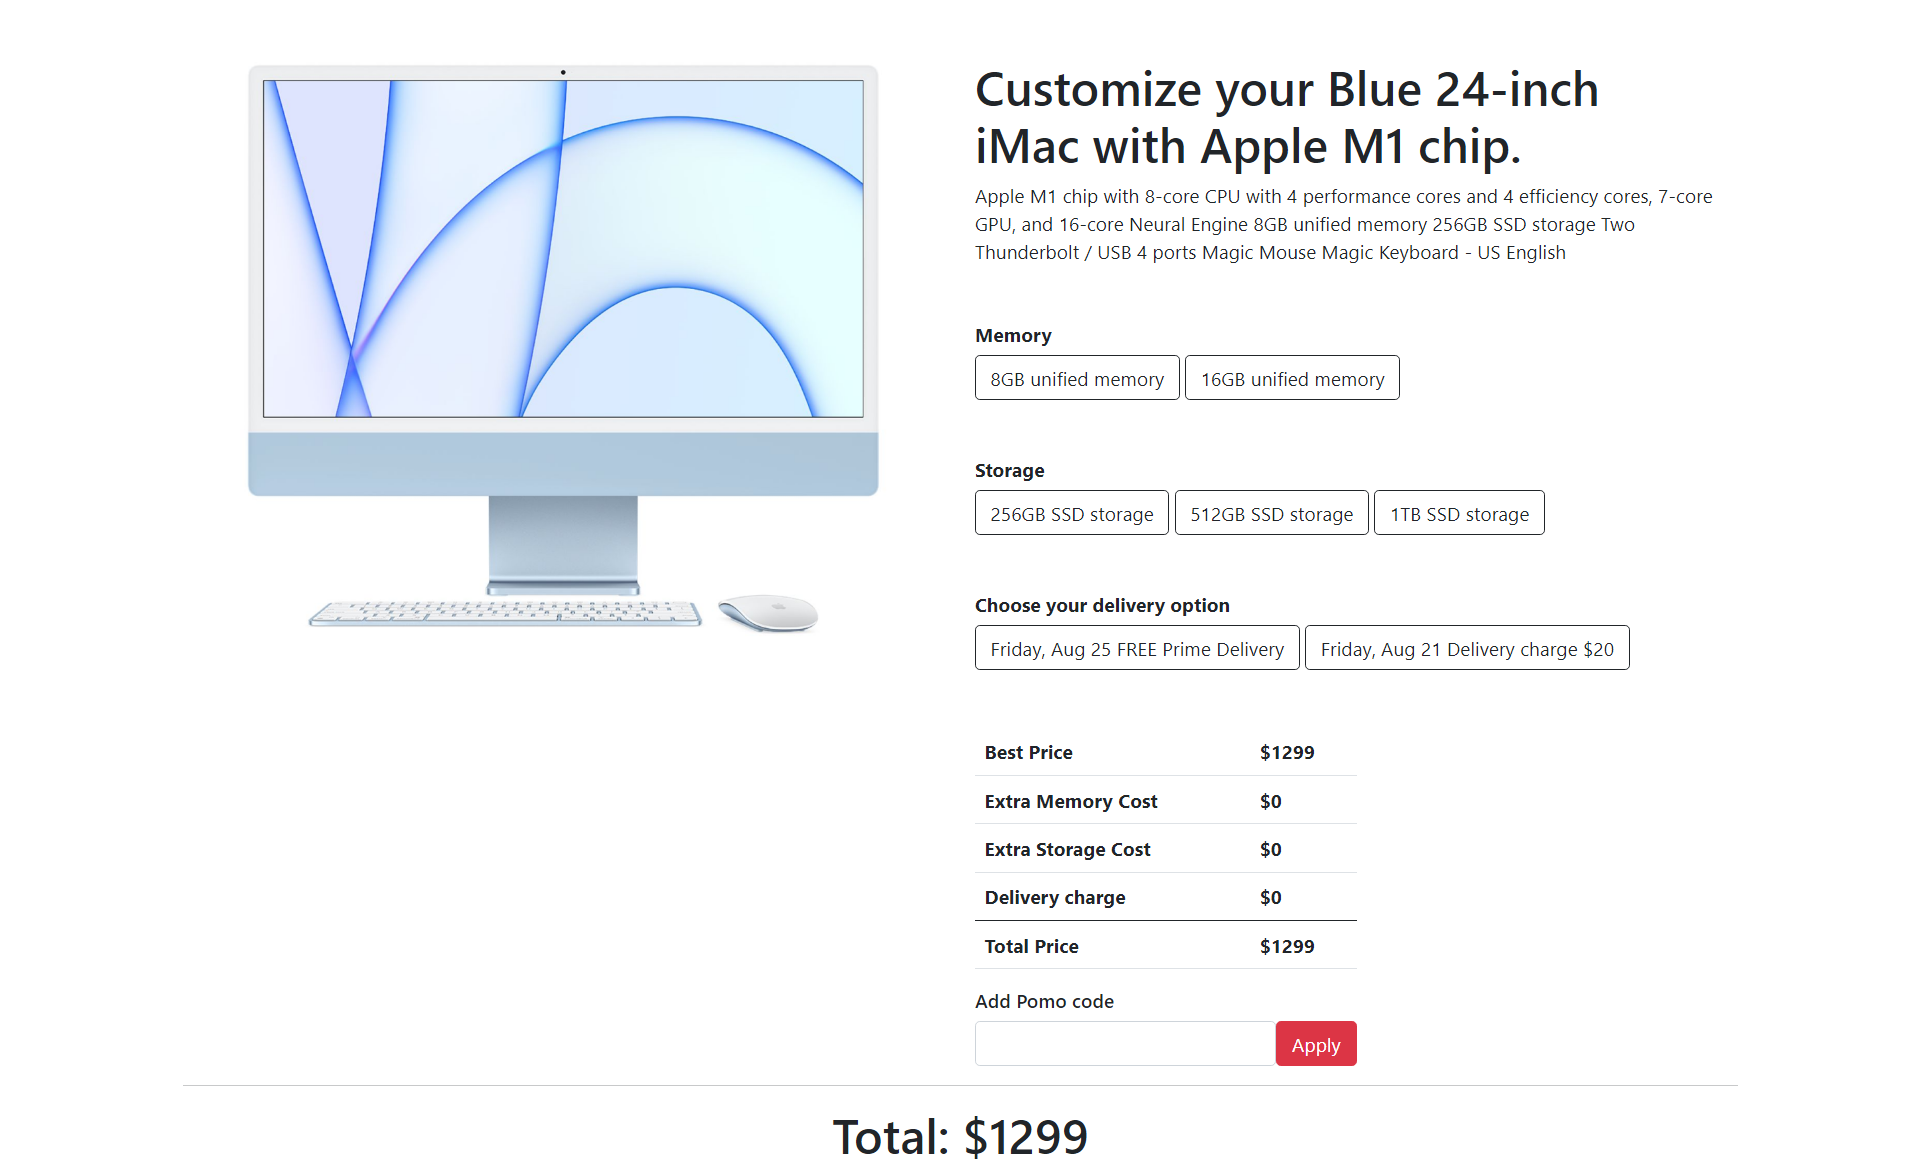 Customize your Blue 24-inch
iMac with Apple M1 chip.
Apple M1 chip with 8-core CPU with 4 performance cores and 4 efficiency cores, 7-core
GPU, and 16-core Neural Engine 8GB unified memory 256GB SSD storage Two
Thunderbolt / USB 4 ports Magic Mouse Magic Keyboard - US English
Memory
8GB unified memory 16GB unified memory
Storage
256GB SSD storage 512GB SSD storage 1TB SSD storage
Choose your delivery option
Friday, Aug 25 FREE Prime Delivery Friday, Aug 21 Delivery charge $20
Best Price $1299
Extra Memory Cost $0
Extra Storage Cost $0
Delivery charge $0
Total Price $1299
Add Pomo code
Apply
Total: $1299